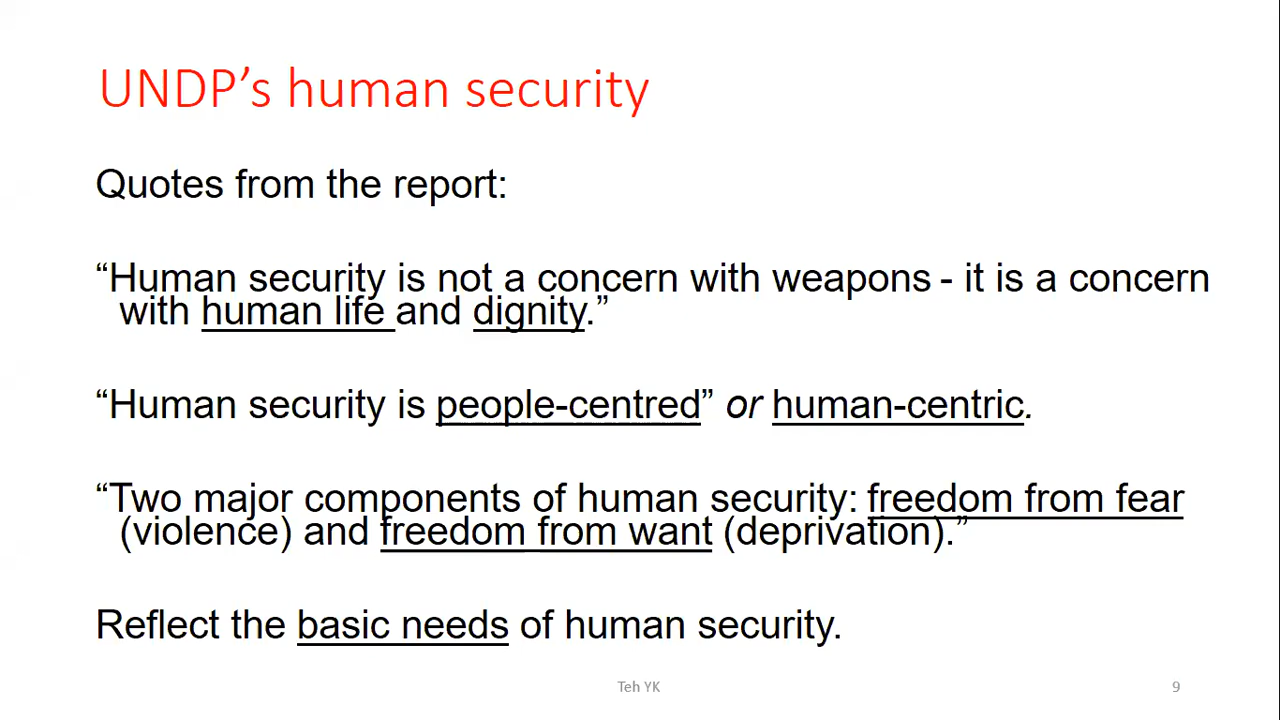 UNDP’s human security
Quotes from the report:
“Human security is not a concern with weapons - it is a concern
with human life and dignity.”
“Human security is people-centred” or human-centric.
“Two major components of human security: freedom from fear
(violence) and freedom from want (deprivation).”
Reflect the basic needs of human security.
Teh YK
9